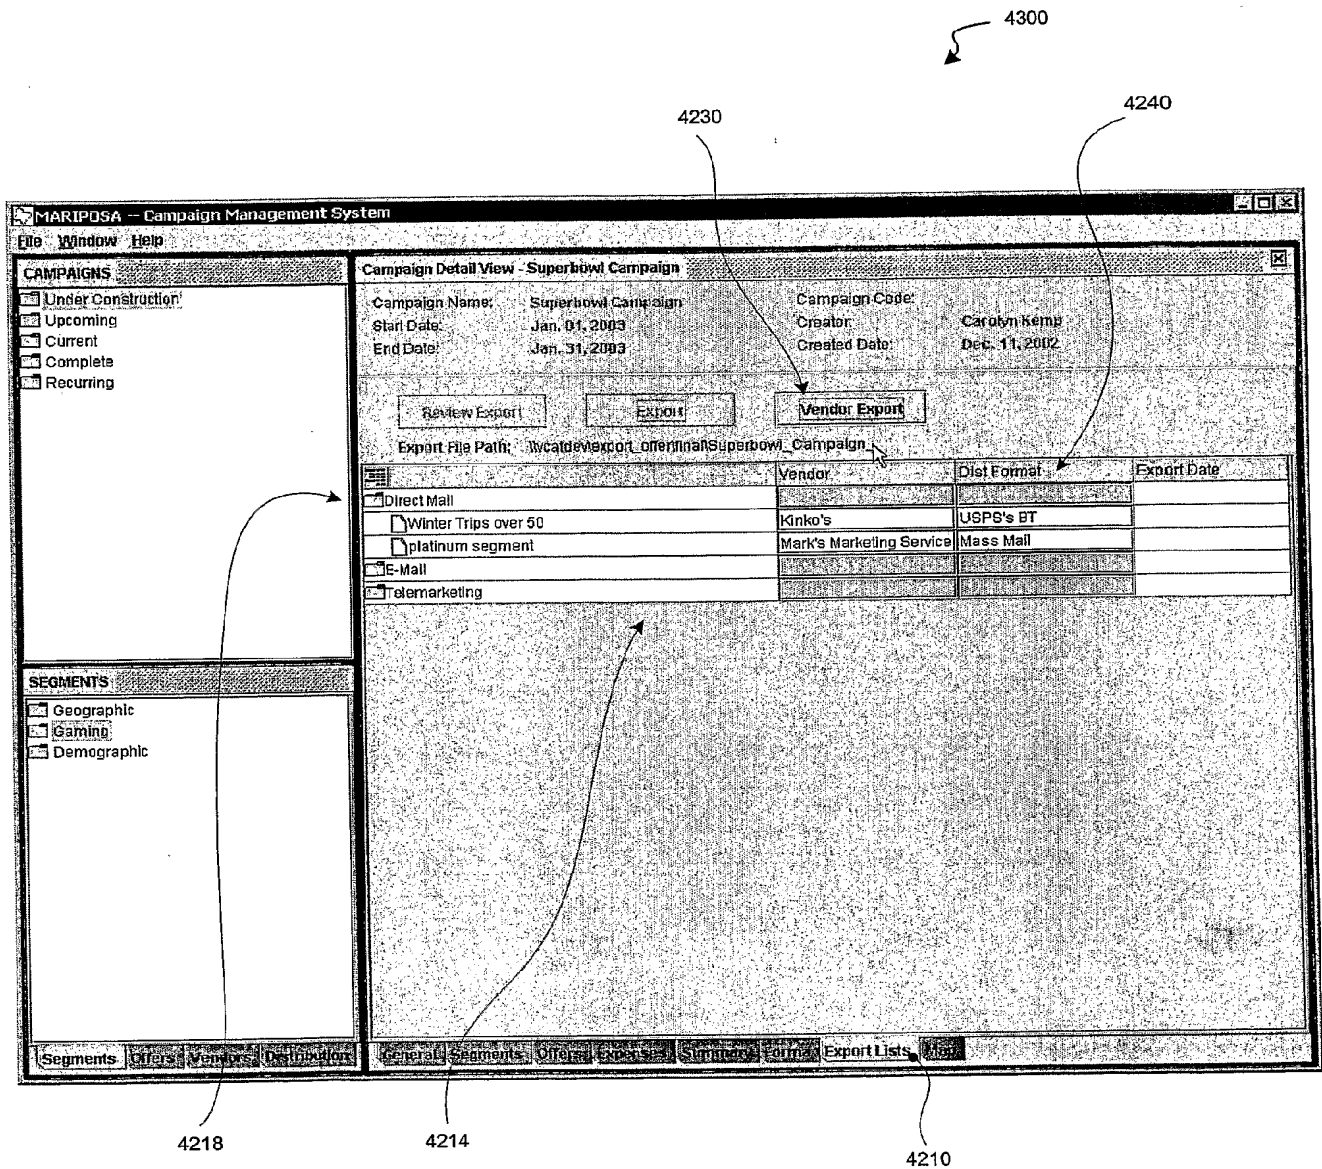 4300
4230
4240
MARIPOSA -- Campaign Management System
File Window Help
CAMPAIGNS
Under Construction
Upcoming
Current
Complete
Recurring
Campaign Detail View - Superbowl Campaign
Campaign Name: Superbowl Campaign Campaign Code:
Start Date: Jan. 01, 2003 Creator: Carolyn Kemp
End Date: Jan. 31, 2003 Created Date: Dec. 11, 2002
Review Export Export Vendor Export
Export File Path: \\vcatdev\export_offer\final\Superbowl_Campaign
Vendor Dist Format Export Date
Direct Mail
Winter Trips over 50 Kinko's USPS's BT
platinum segment Mark's Marketing Service Mass Mail
E-Mail
Telemarketing
SEGMENTS
Geographic
Gaming
Demographic
Segments Offers Vendors Distribution
General Segments Offers Expenses Summary Format Export Lists Map
4218
4214
4210